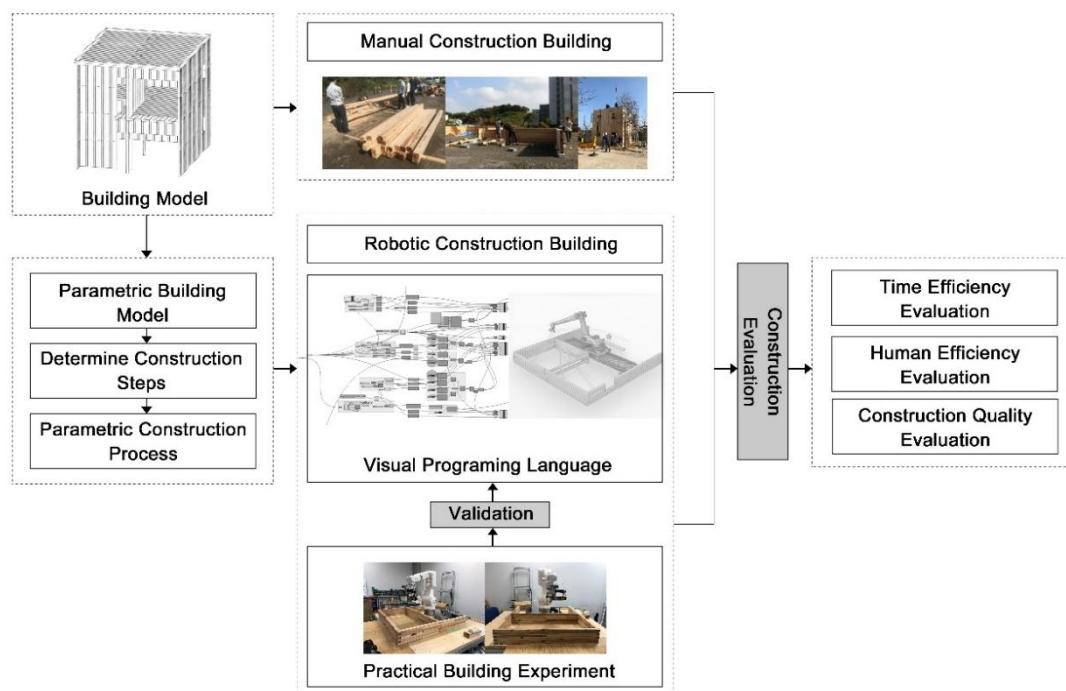 Manual Construction Building
Building Model
Robotic Construction Building
Parametric Building
Model
Determine Construction
Steps
Parametric Construction
Process
Visual Programing Language
Validation
Practical Building Experiment
Construction
Evaluation
Time Efficiency
Evaluation
Human Efficiency
Evaluation
Construction Quality
Evaluation